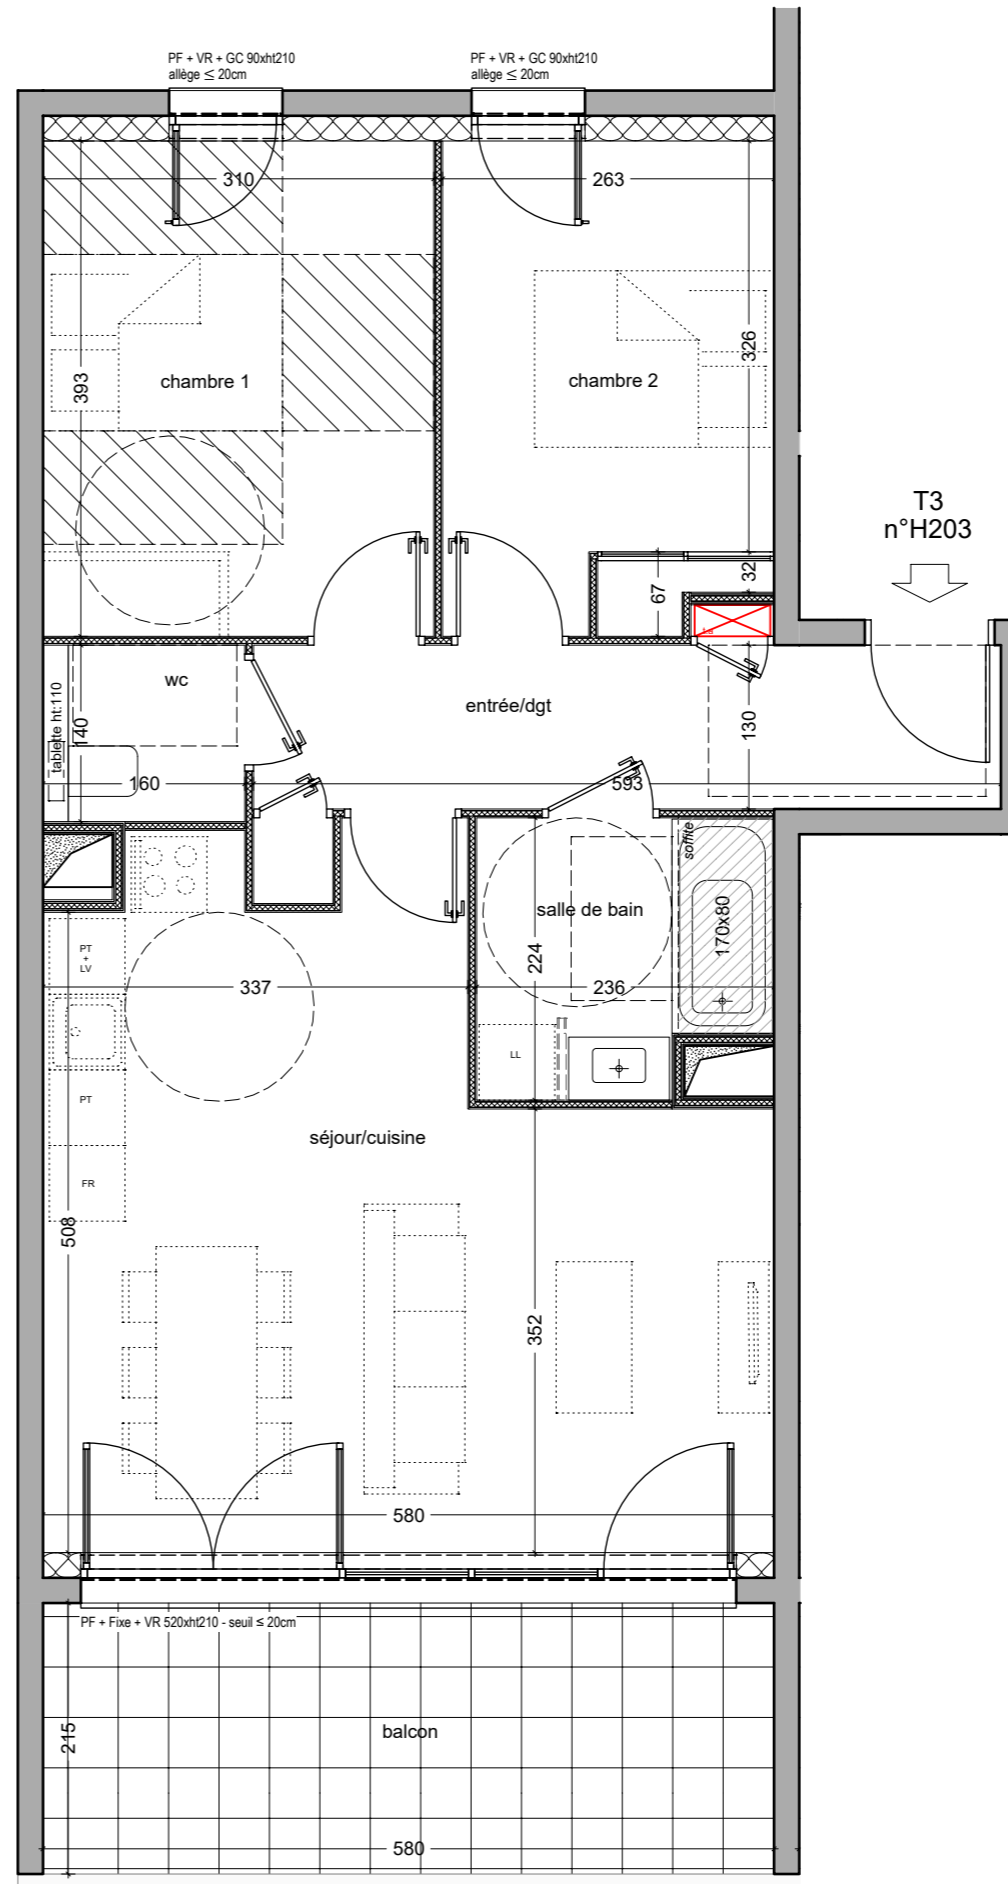 PF + VR + GC 90xht210
allège ≤ 20cm
PF + VR + GC 90xht210
allège ≤ 20cm
310
263
393
chambre 1
chambre 2
326
T3
n°H203
67
32
wc
entrée/dgt
tablette ht:110
140
130
160
593
soffite
salle de bain
170x80
PT
+
LV
224
337
236
LL
PT
séjour/cuisine
FR
508
352
580
PF + Fixe + VR 520xht210 - seuil ≤ 20cm
balcon
215
580